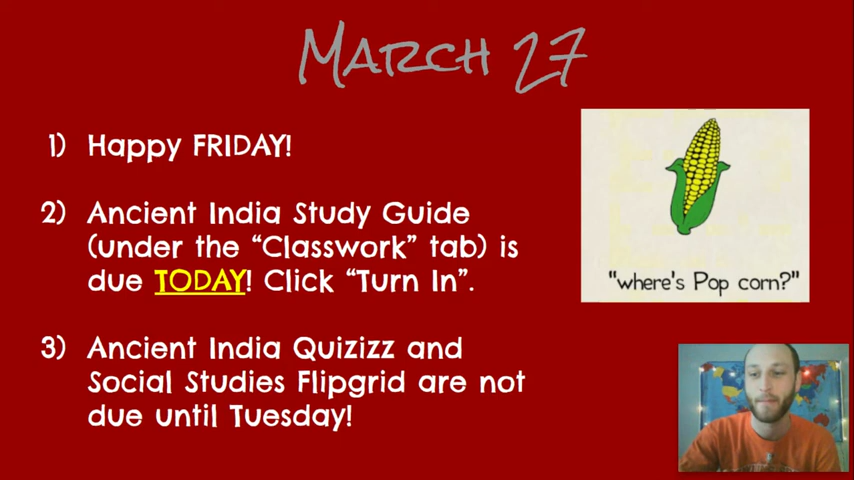 March 27
1) Happy FRIDAY!
2) Ancient India Study Guide
(under the “Classwork” tab) is
due TODAY! Click “Turn In”.
3) Ancient India Quizizz and
Social Studies Flipgrid are not
due until Tuesday!
"where's Pop corn?"